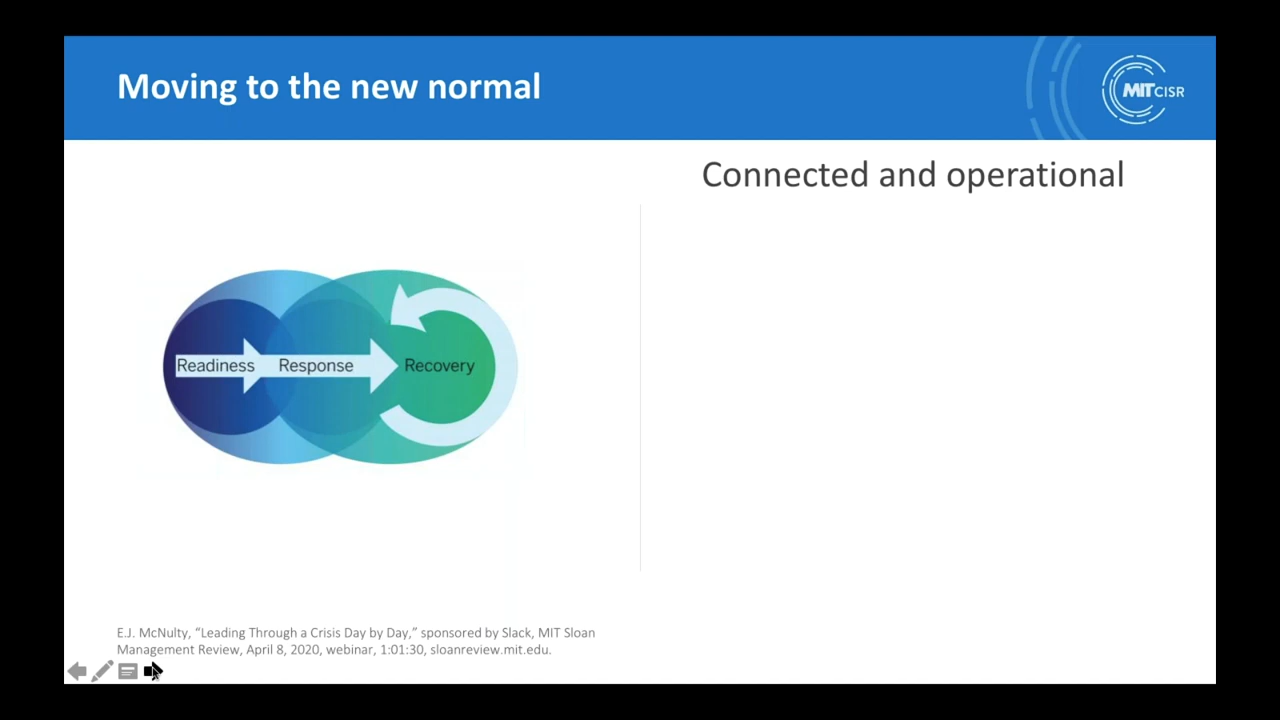 Moving to the new normal
MIT CISR
Connected and operational
Readiness Response Recovery
E.J. McNulty, “Leading Through a Crisis Day by Day,” sponsored by Slack, MIT Sloan
Management Review, April 8, 2020, webinar, 1:01:30, sloanreview.mit.edu.